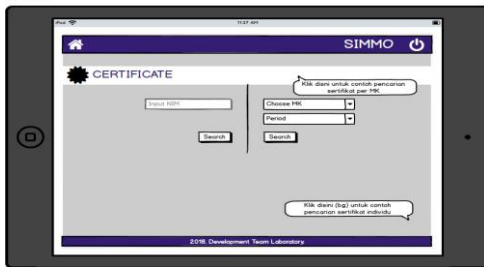 iPad
11:27 AM
SIMMO
CERTIFICATE
Klik disini untuk contoh pencarian
sertifikat per MK
Input NIM
Choose MK
Period
Search
Search
Klik disini (bg) untuk contoh
pencarian sertifikat individu
2018. Development Team Laboratory